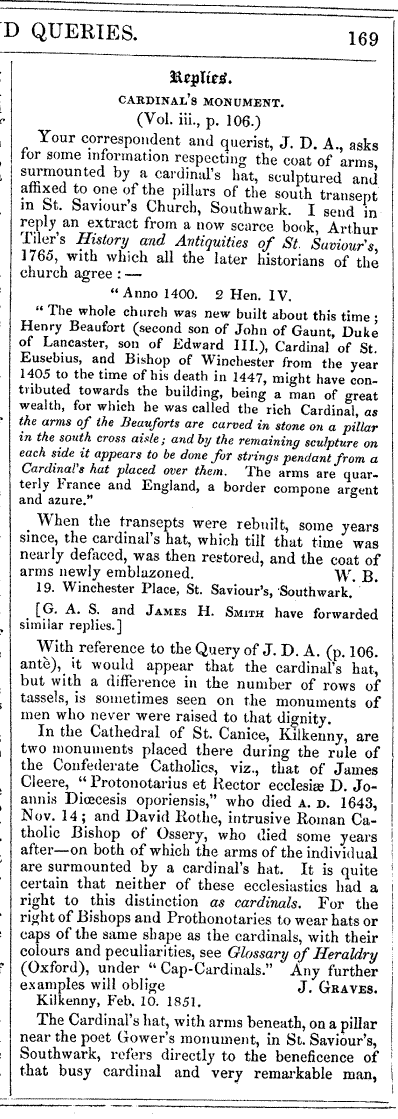 D QUERIES. 169
Replies.
CARDINAL'S MONUMENT.
(Vol. iii., p. 106.)
Your correspondent and querist, J. D. A., asks
for some information respecting the coat of arms,
surmounted by a cardinal's hat, sculptured and
affixed to one of the pillars of the south transept
in St. Saviour's Church, Southwark. I send in
reply an extract from a now scarce book, Arthur
Tiler's History and Antiquities of St. Saviour's,
1765, with which all the later historians of the
church agree : —
"Anno 1400. 2 Hen. IV.
"The whole church was new built about this time;
Henry Beaufort (second son of John of Gaunt, Duke
of Lancaster, son of Edward III.), Cardinal of St.
Eusebius, and Bishop of Winchester from the year
1405 to the time of his death in 1447, might have con-
tributed towards the building, being a man of great
wealth, for which he was called the rich Cardinal, as
the arms of the Beauforts are carved in stone on a pillar
in the south cross aisle; and by the remaining sculpture on
each side it appears to be done for strings pendant from a
Cardinal's hat placed over them. The arms are quar-
terly France and England, a border compone argent
and azure."
When the transepts were rebuilt, some years
since, the cardinal's hat, which till that time was
nearly defaced, was then restored, and the coat of
arms newly emblazoned. W. B.
19. Winchester Place, St. Saviour's, Southwark.
[G. A. S. and JAMES H. SMITH have forwarded
similar replies.]
With reference to the Query of J. D. A. (p. 106.
antè), it would appear that the cardinal's hat,
but with a difference in the number of rows of
tassels, is sometimes seen on the monuments of
men who never were raised to that dignity.
In the Cathedral of St. Canice, Kilkenny, are
two monuments placed there during the rule of
the Confederate Catholics, viz., that of James
Cleere, "Protonotarius et Rector ecclesiæ D. Jo-
annis Diœcesis oporiensis," who died A. D. 1643,
Nov. 14; and David Rothe, intrusive Roman Ca-
tholic Bishop of Ossery, who died some years
after—on both of which the arms of the individual
are surmounted by a cardinal's hat. It is quite
certain that neither of these ecclesiastics had a
right to this distinction as cardinals. For the
right of Bishops and Prothonotaries to wear hats or
caps of the same shape as the cardinals, with their
colours and peculiarities, see Glossary of Heraldry
(Oxford), under "Cap-Cardinals." Any further
examples will oblige J. GRAVES.
Kilkenny, Feb. 10. 1851.
The Cardinal's hat, with arms beneath, on a pillar
near the poet Gower's monument, in St. Saviour's,
Southwark, refers directly to the beneficence of
that busy cardinal and very remarkable man,